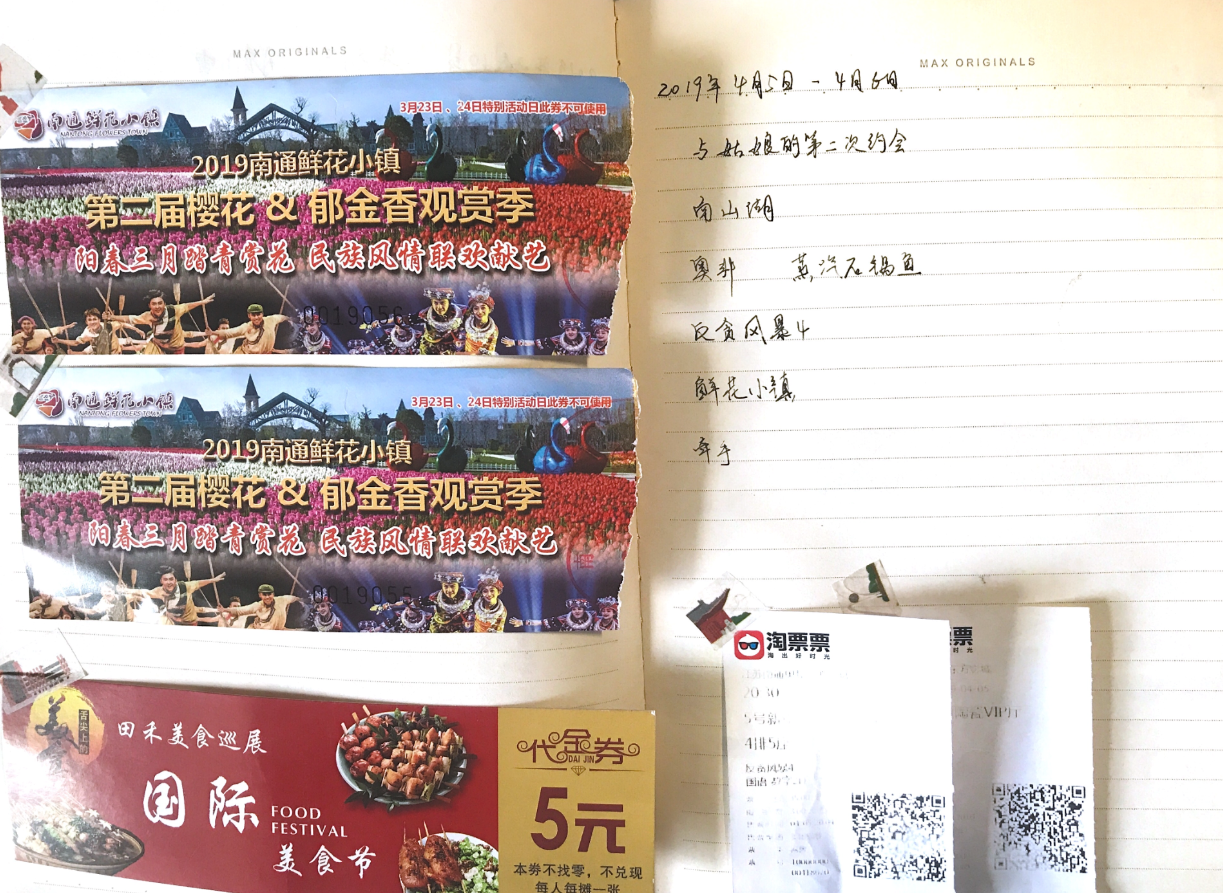 MAX ORIGINALS
南通鲜花小镇
NANTONG FLOWERS TOWN
3月23日、24日特别活动日此券不可使用
2019南通鲜花小镇
第二届樱花 & 郁金香观赏季
阳春三月踏青赏花 民族风情联欢献艺
南通鲜花小镇
NANTONG FLOWERS TOWN
3月23日、24日特别活动日此券不可使用
2019南通鲜花小镇
第二届樱花 & 郁金香观赏季
阳春三月踏青赏花 民族风情联欢献艺
舌尖上的
美食
田禾美食巡展
国际
FOOD
FESTIVAL
美食节
代金券
DAI JIN
5元
本券不找零，不兑现
每人每摊一张
MAX ORIGINALS
2019年4月5日 - 4月6日
与姑娘的第二次约会
南山湖
奥斗 蒸汽石锅鱼
反贪风暴4
鲜花小镇
牵手
淘票票
淘出好时光
20:30
5号
4排5座
反贪风暴4
国语
票票
好时光
VIP厅